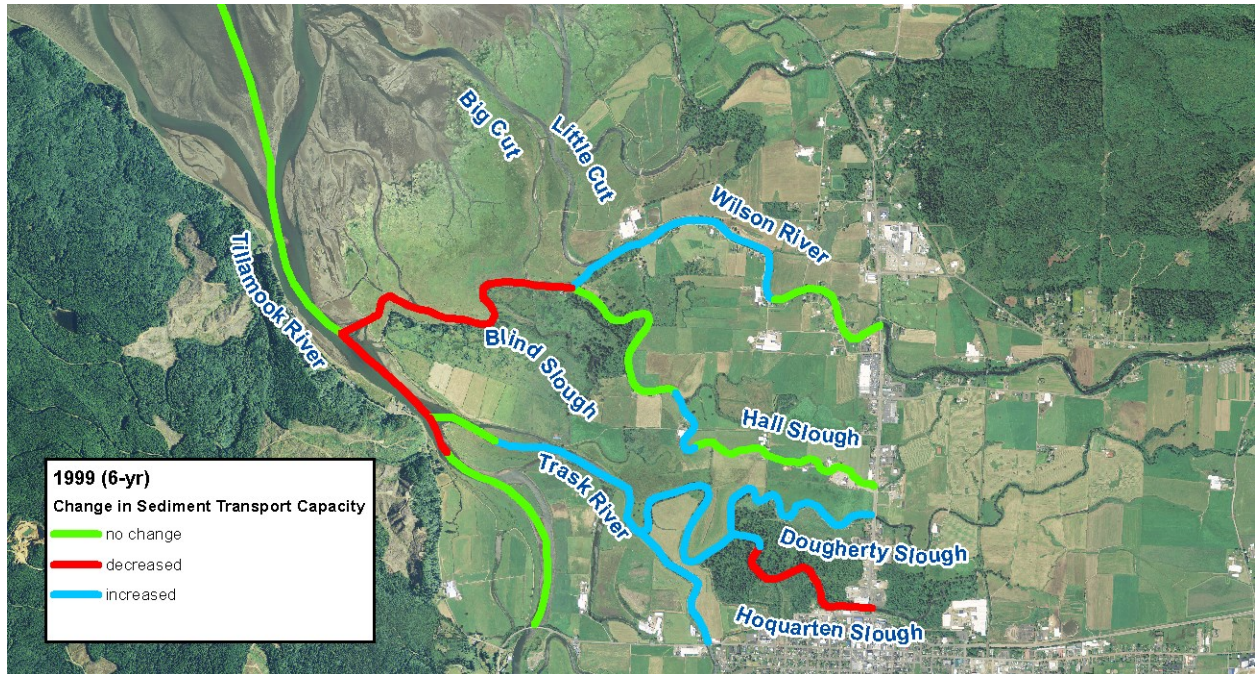 Big Cut
Little Cut
Wilson River
Tillamook River
Blind Slough
Hall Slough
Trask River
Dougherty Slough
Hoquarten Slough
1999 (6-yr)
Change in Sediment Transport Capacity
no change
decreased
increased